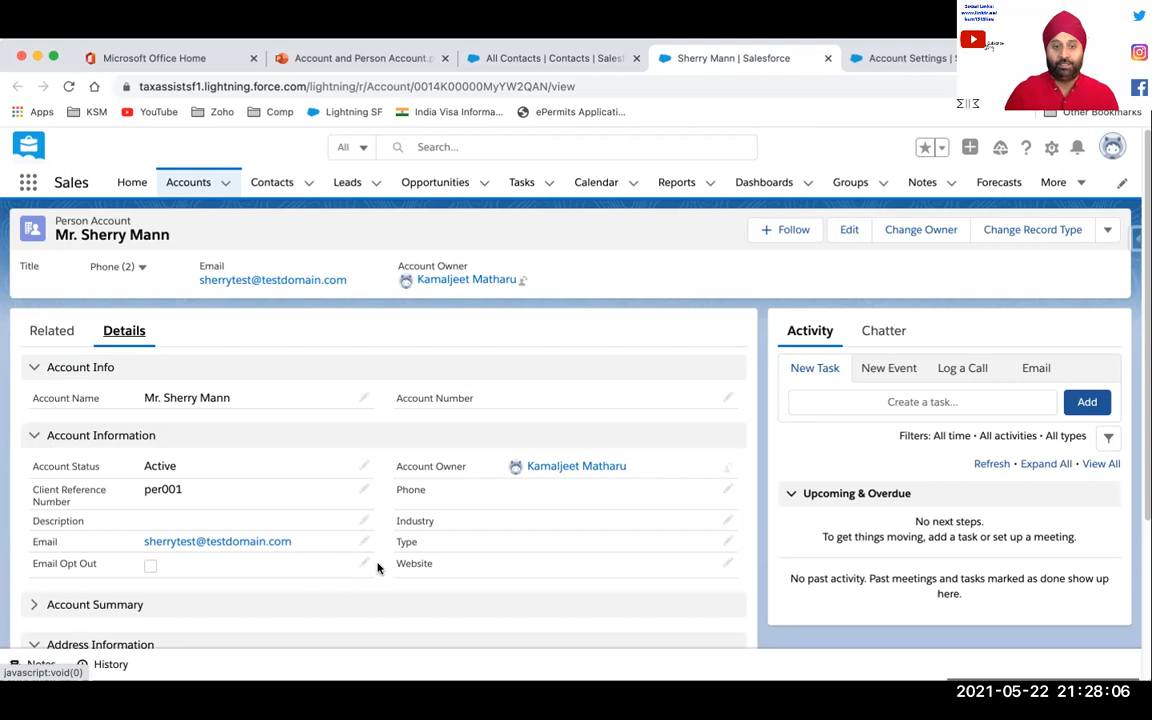 Social Links:
Subscribe
Microsoft Office Home
Account and Person Account.p
All Contacts | Contacts | Salesf
Sherry Mann | Salesforce
Account Settings | S
taxassistsf1.lightning.force.com/lightning/r/Account/0014K00000MyYW2QAN/view
Apps
KSM
YouTube
Zoho
Comp
Lightning SF
India Visa Informa...
ePermits Applicati...
Other Bookmarks
All
Search...
Sales
Home
Accounts
Contacts
Leads
Opportunities
Tasks
Calendar
Reports
Dashboards
Groups
Notes
Forecasts
More
Person Account
Mr. Sherry Mann
Follow
Edit
Change Owner
Change Record Type
Title
Phone (2)
Email
sherrytest@testdomain.com
Account Owner
Kamaljeet Matharu
Related
Details
Account Info
Account Name
Mr. Sherry Mann
Account Number
Account Information
Account Status
Active
Account Owner
Kamaljeet Matharu
Client Reference
Number
per001
Phone
Description
Industry
Email
sherrytest@testdomain.com
Type
Email Opt Out
Website
Account Summary
Address Information
Activity
Chatter
New Task
New Event
Log a Call
Email
Create a task...
Add
Filters: All time • All activities • All types
Refresh • Expand All • View All
Upcoming & Overdue
No next steps.
To get things moving, add a task or set up a meeting.
No past activity. Past meetings and tasks marked as done show up
here.
Notes
History
javascript:void(0)
2021-05-22 21:28:06